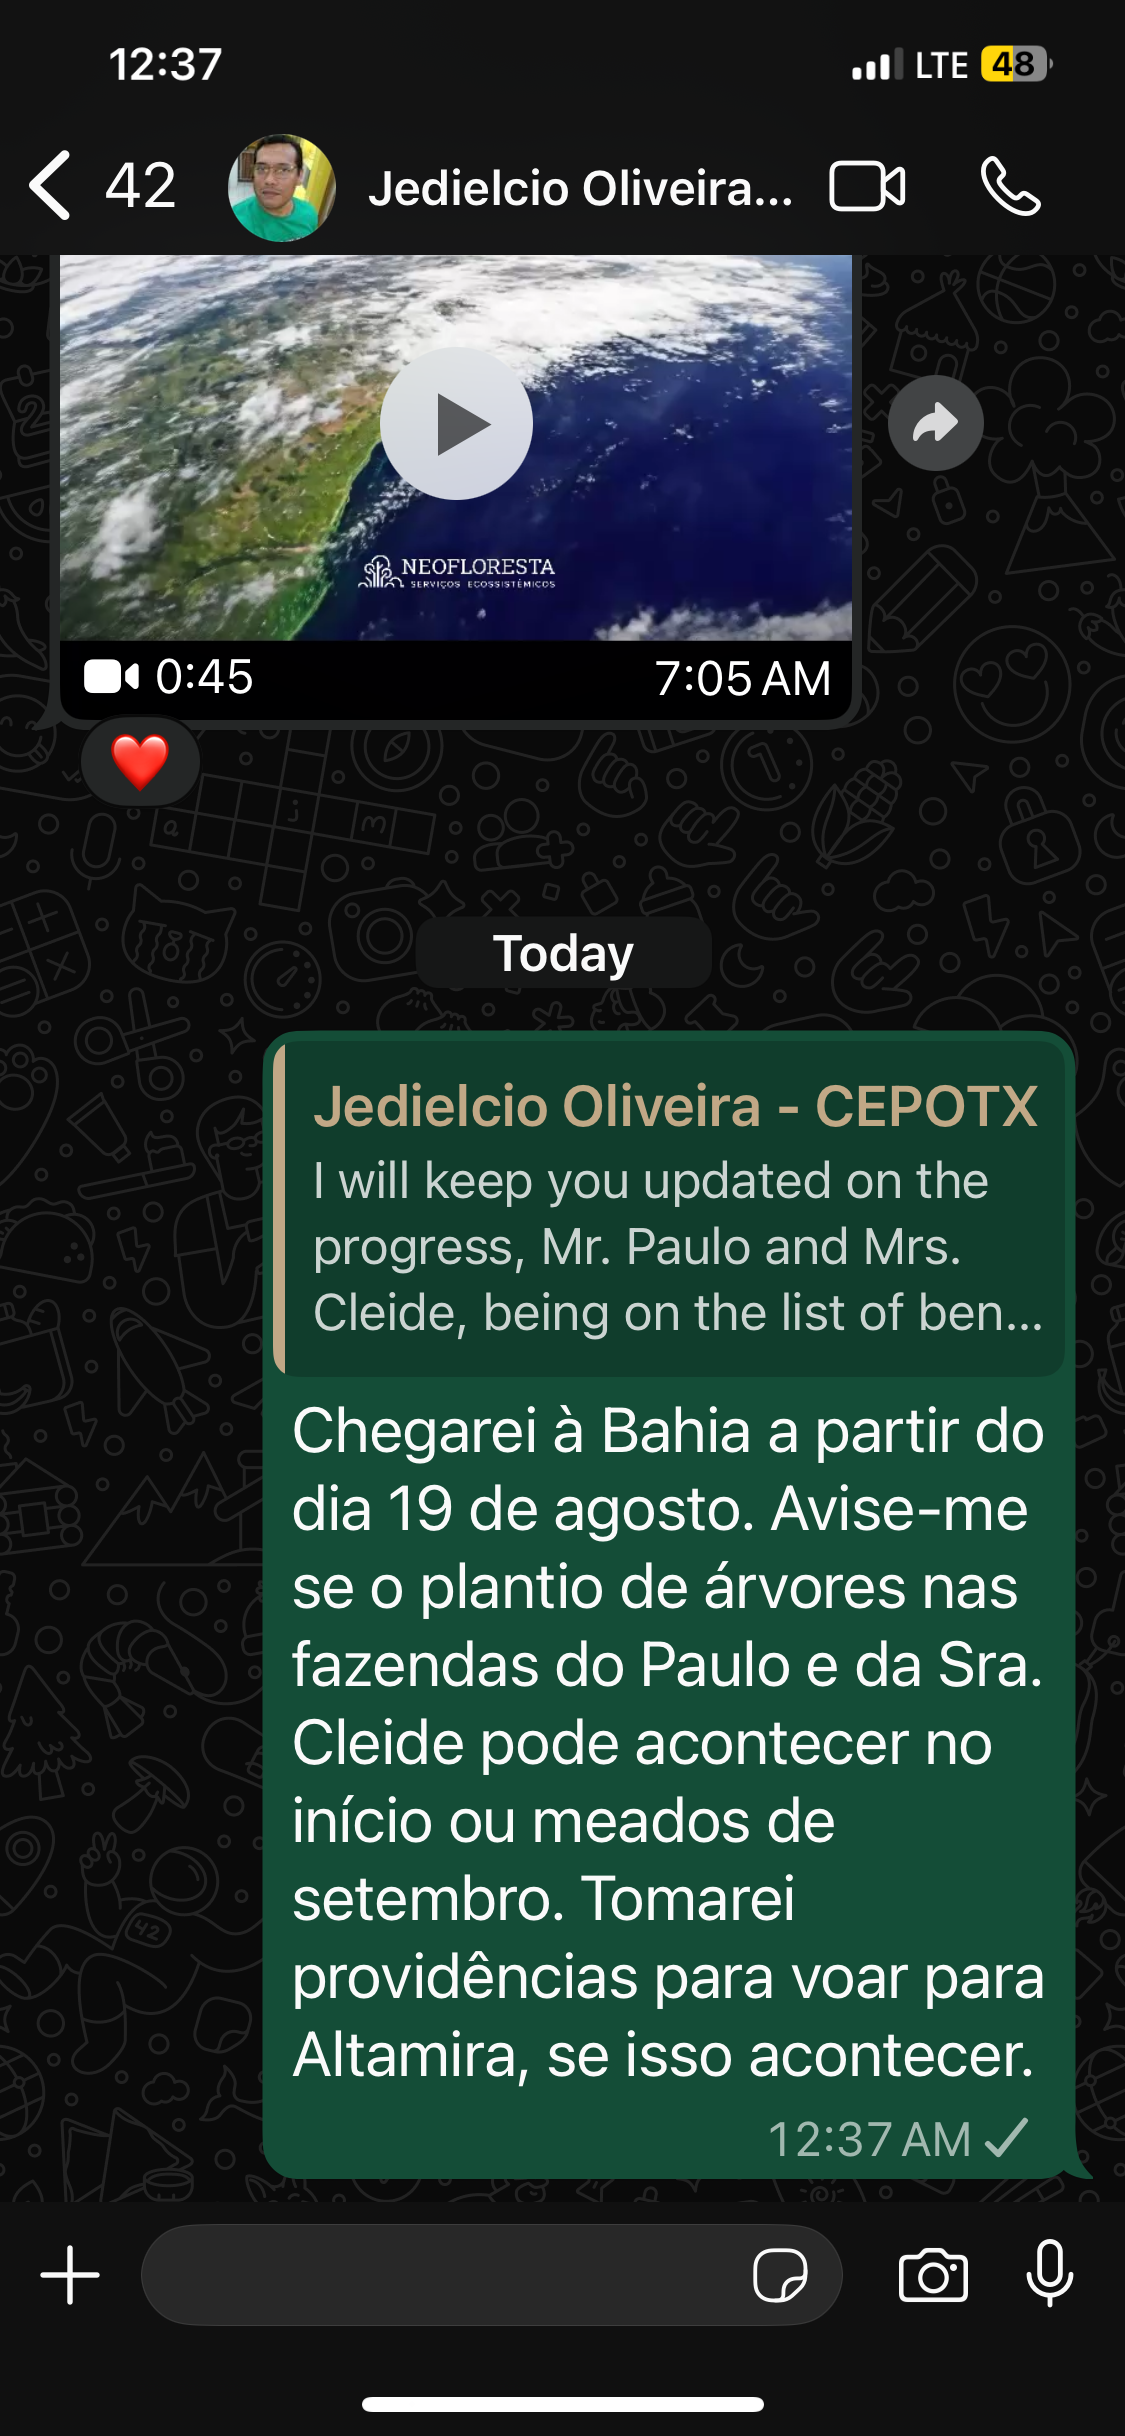 12:37
LTE 48
42 Jedielcio Oliveira...
NEOFLORESTA
SERVIÇOS ECOSSISTÊMICOS
0:45 7:05 AM
Today
Jedielcio Oliveira - CEPOTX
I will keep you updated on the
progress, Mr. Paulo and Mrs.
Cleide, being on the list of ben...
Chegarei à Bahia a partir do
dia 19 de agosto. Avise-me
se o plantio de árvores nas
fazendas do Paulo e da Sra.
Cleide pode acontecer no
início ou meados de
setembro. Tomarei
providências para voar para
Altamira, se isso acontecer.
12:37 AM